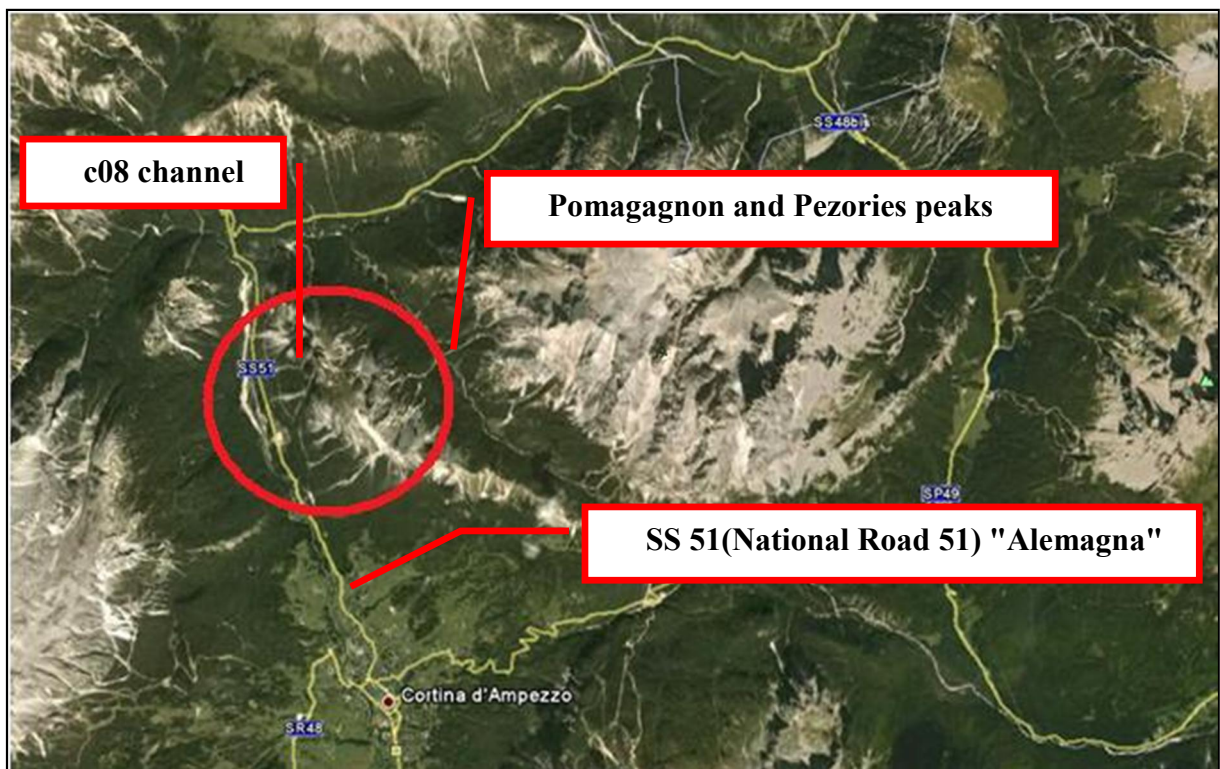 SS48bis
c08 channel
Pomagagnon and Pezories peaks
SS51
SP49
SS 51(National Road 51) "Alemagna"
Cortina d'Ampezzo
SR48